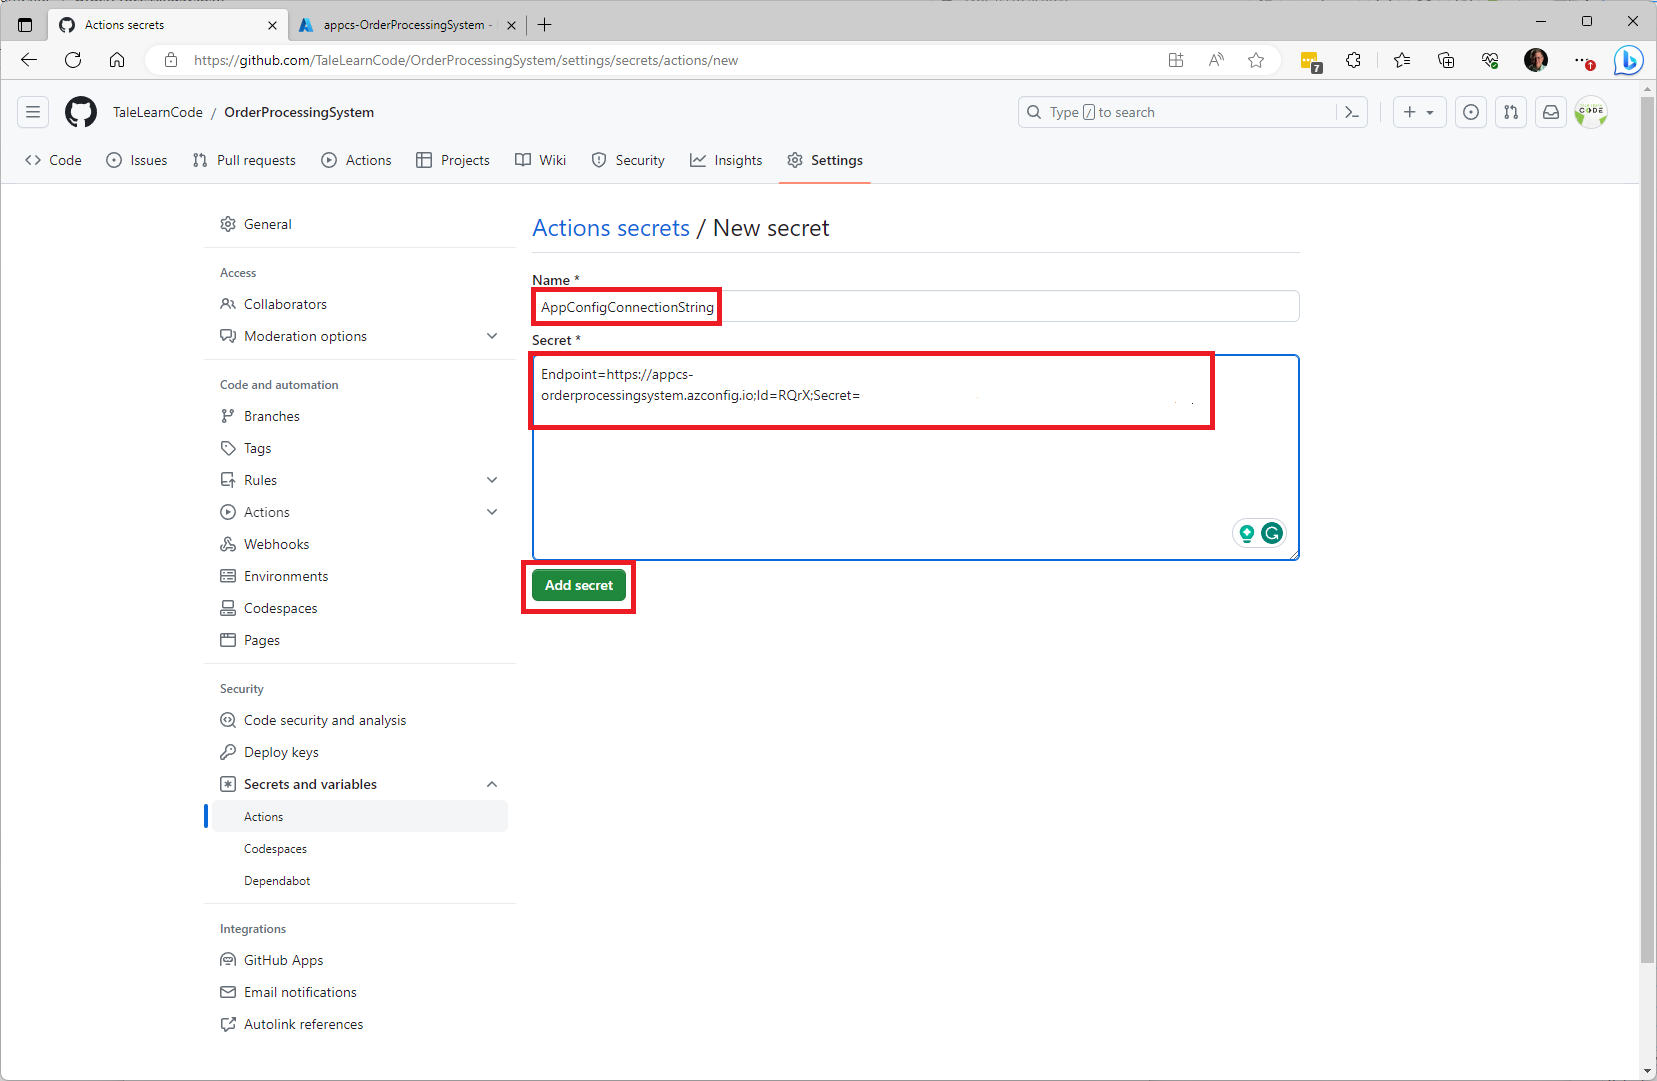 Actions secrets
appcs-OrderProcessingSystem -
https://github.com/TaleLearnCode/OrderProcessingSystem/settings/secrets/actions/new
7
TaleLearnCode / OrderProcessingSystem
Type / to search
CODE
Code
Issues
Pull requests
Actions
Projects
Wiki
Security
Insights
Settings
General
Access
Collaborators
Moderation options
Code and automation
Branches
Tags
Rules
Actions
Webhooks
Environments
Codespaces
Pages
Security
Code security and analysis
Deploy keys
Secrets and variables
Actions
Codespaces
Dependabot
Integrations
GitHub Apps
Email notifications
Autolink references
Actions secrets / New secret
Name *
AppConfigConnectionString
Secret *
Endpoint=https://appcs-
orderprocessingsystem.azconfig.io;Id=RQrX;Secret=
Add secret